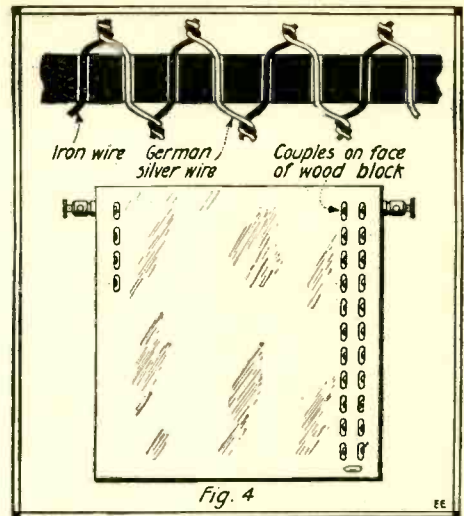 Iron wire
German
silver wire
Couples on face
of wood block
Fig. 4
EE